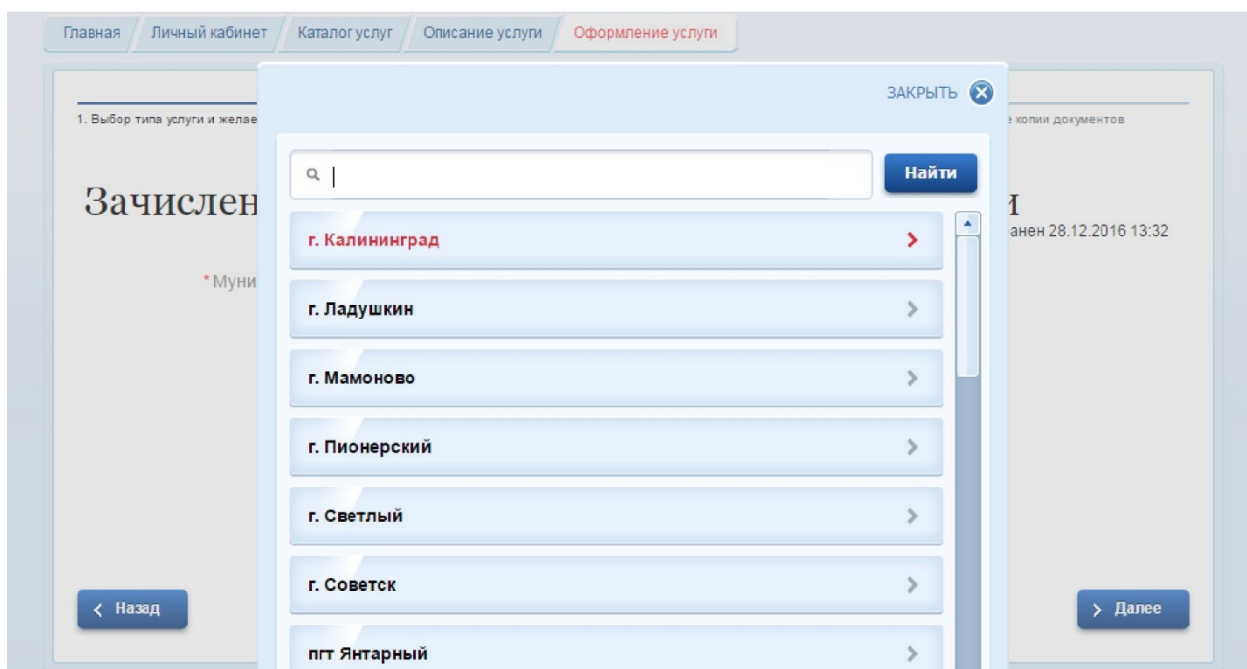 Главная Личный кабинет Каталог услуг Описание услуги Оформление услуги
ЗАКРЫТЬ
1. Выбор типа услуги и желае
е копии документов
Найти
Зачислен
и
анен 28.12.2016 13:32
г. Калининград
* Муни
г. Ладушкин
г. Мамоново
г. Пионерский
г. Светлый
г. Советск
Назад
Далее
пгт Янтарный